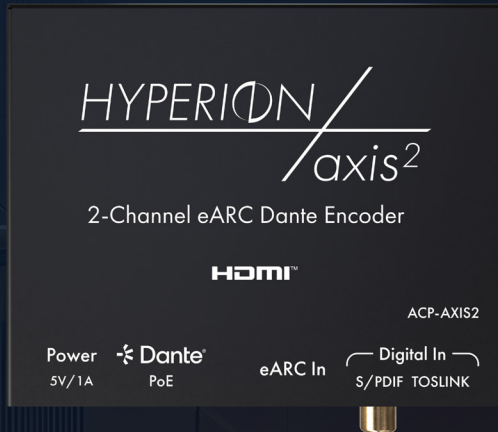 HYPERION
axis²
2-Channel eARC Dante Encoder
HDMI™
ACP-AXIS2
Power
5V/1A
Dante®
PoE
eARC In
Digital In
S/PDIF TOSLINK